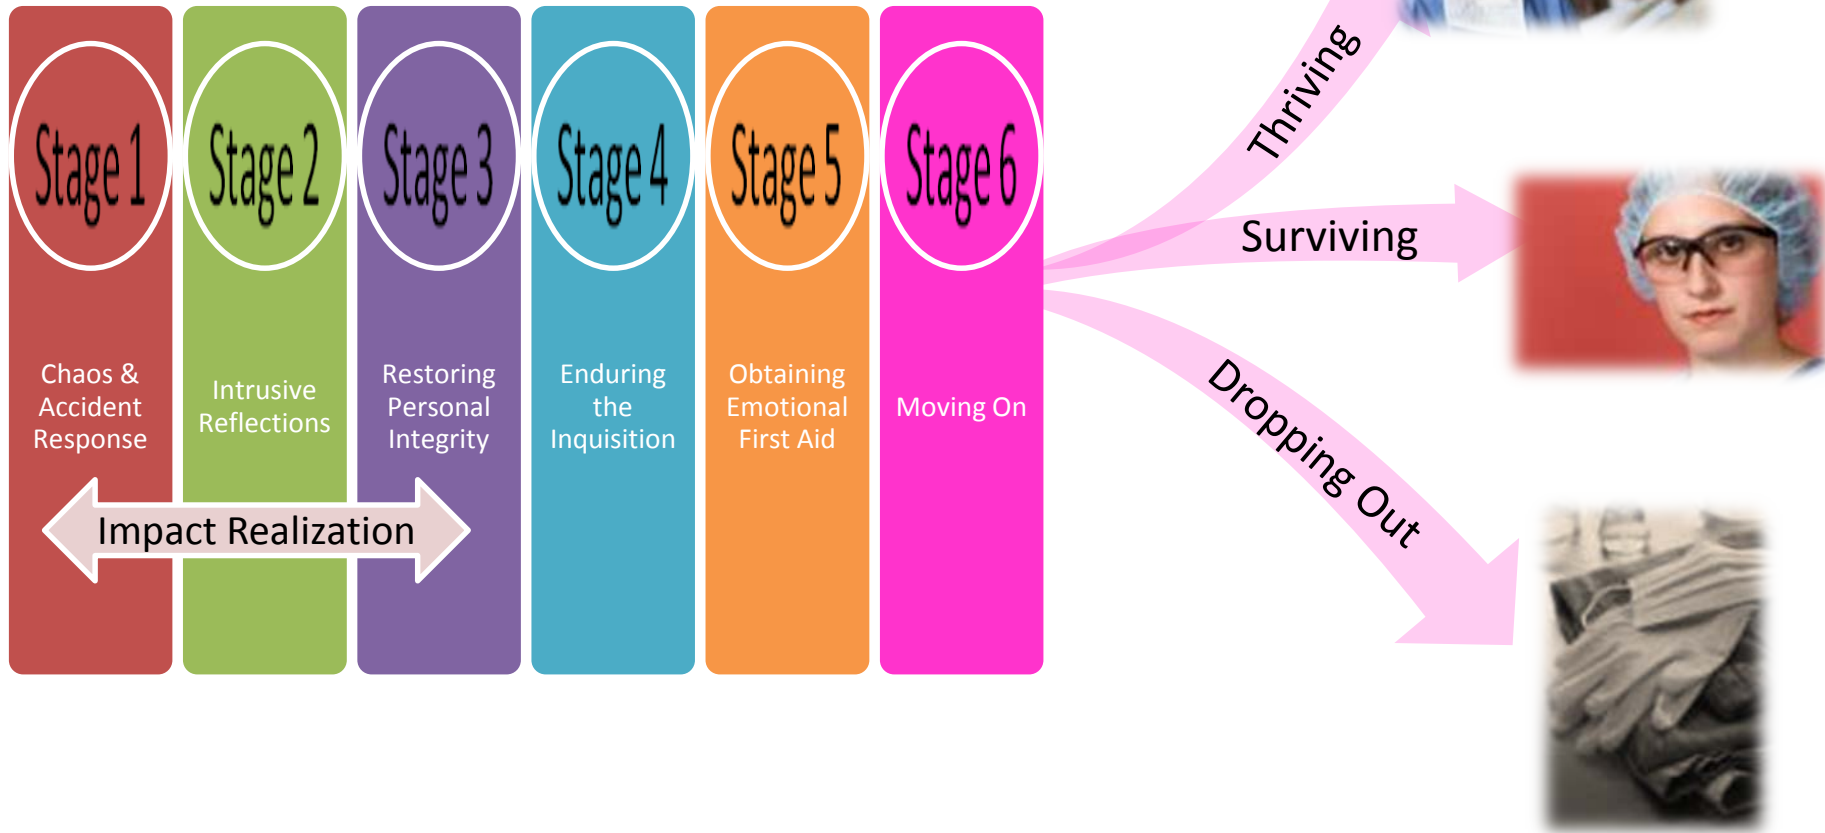 Stage 1
Stage 2
Stage 3
Stage 4
Stage 5
Stage 6
Chaos &
Accident
Response
Intrusive
Reflections
Restoring
Personal
Integrity
Enduring
the
Inquisition
Obtaining
Emotional
First Aid
Moving On
Impact Realization
Thriving
Surviving
Dropping Out